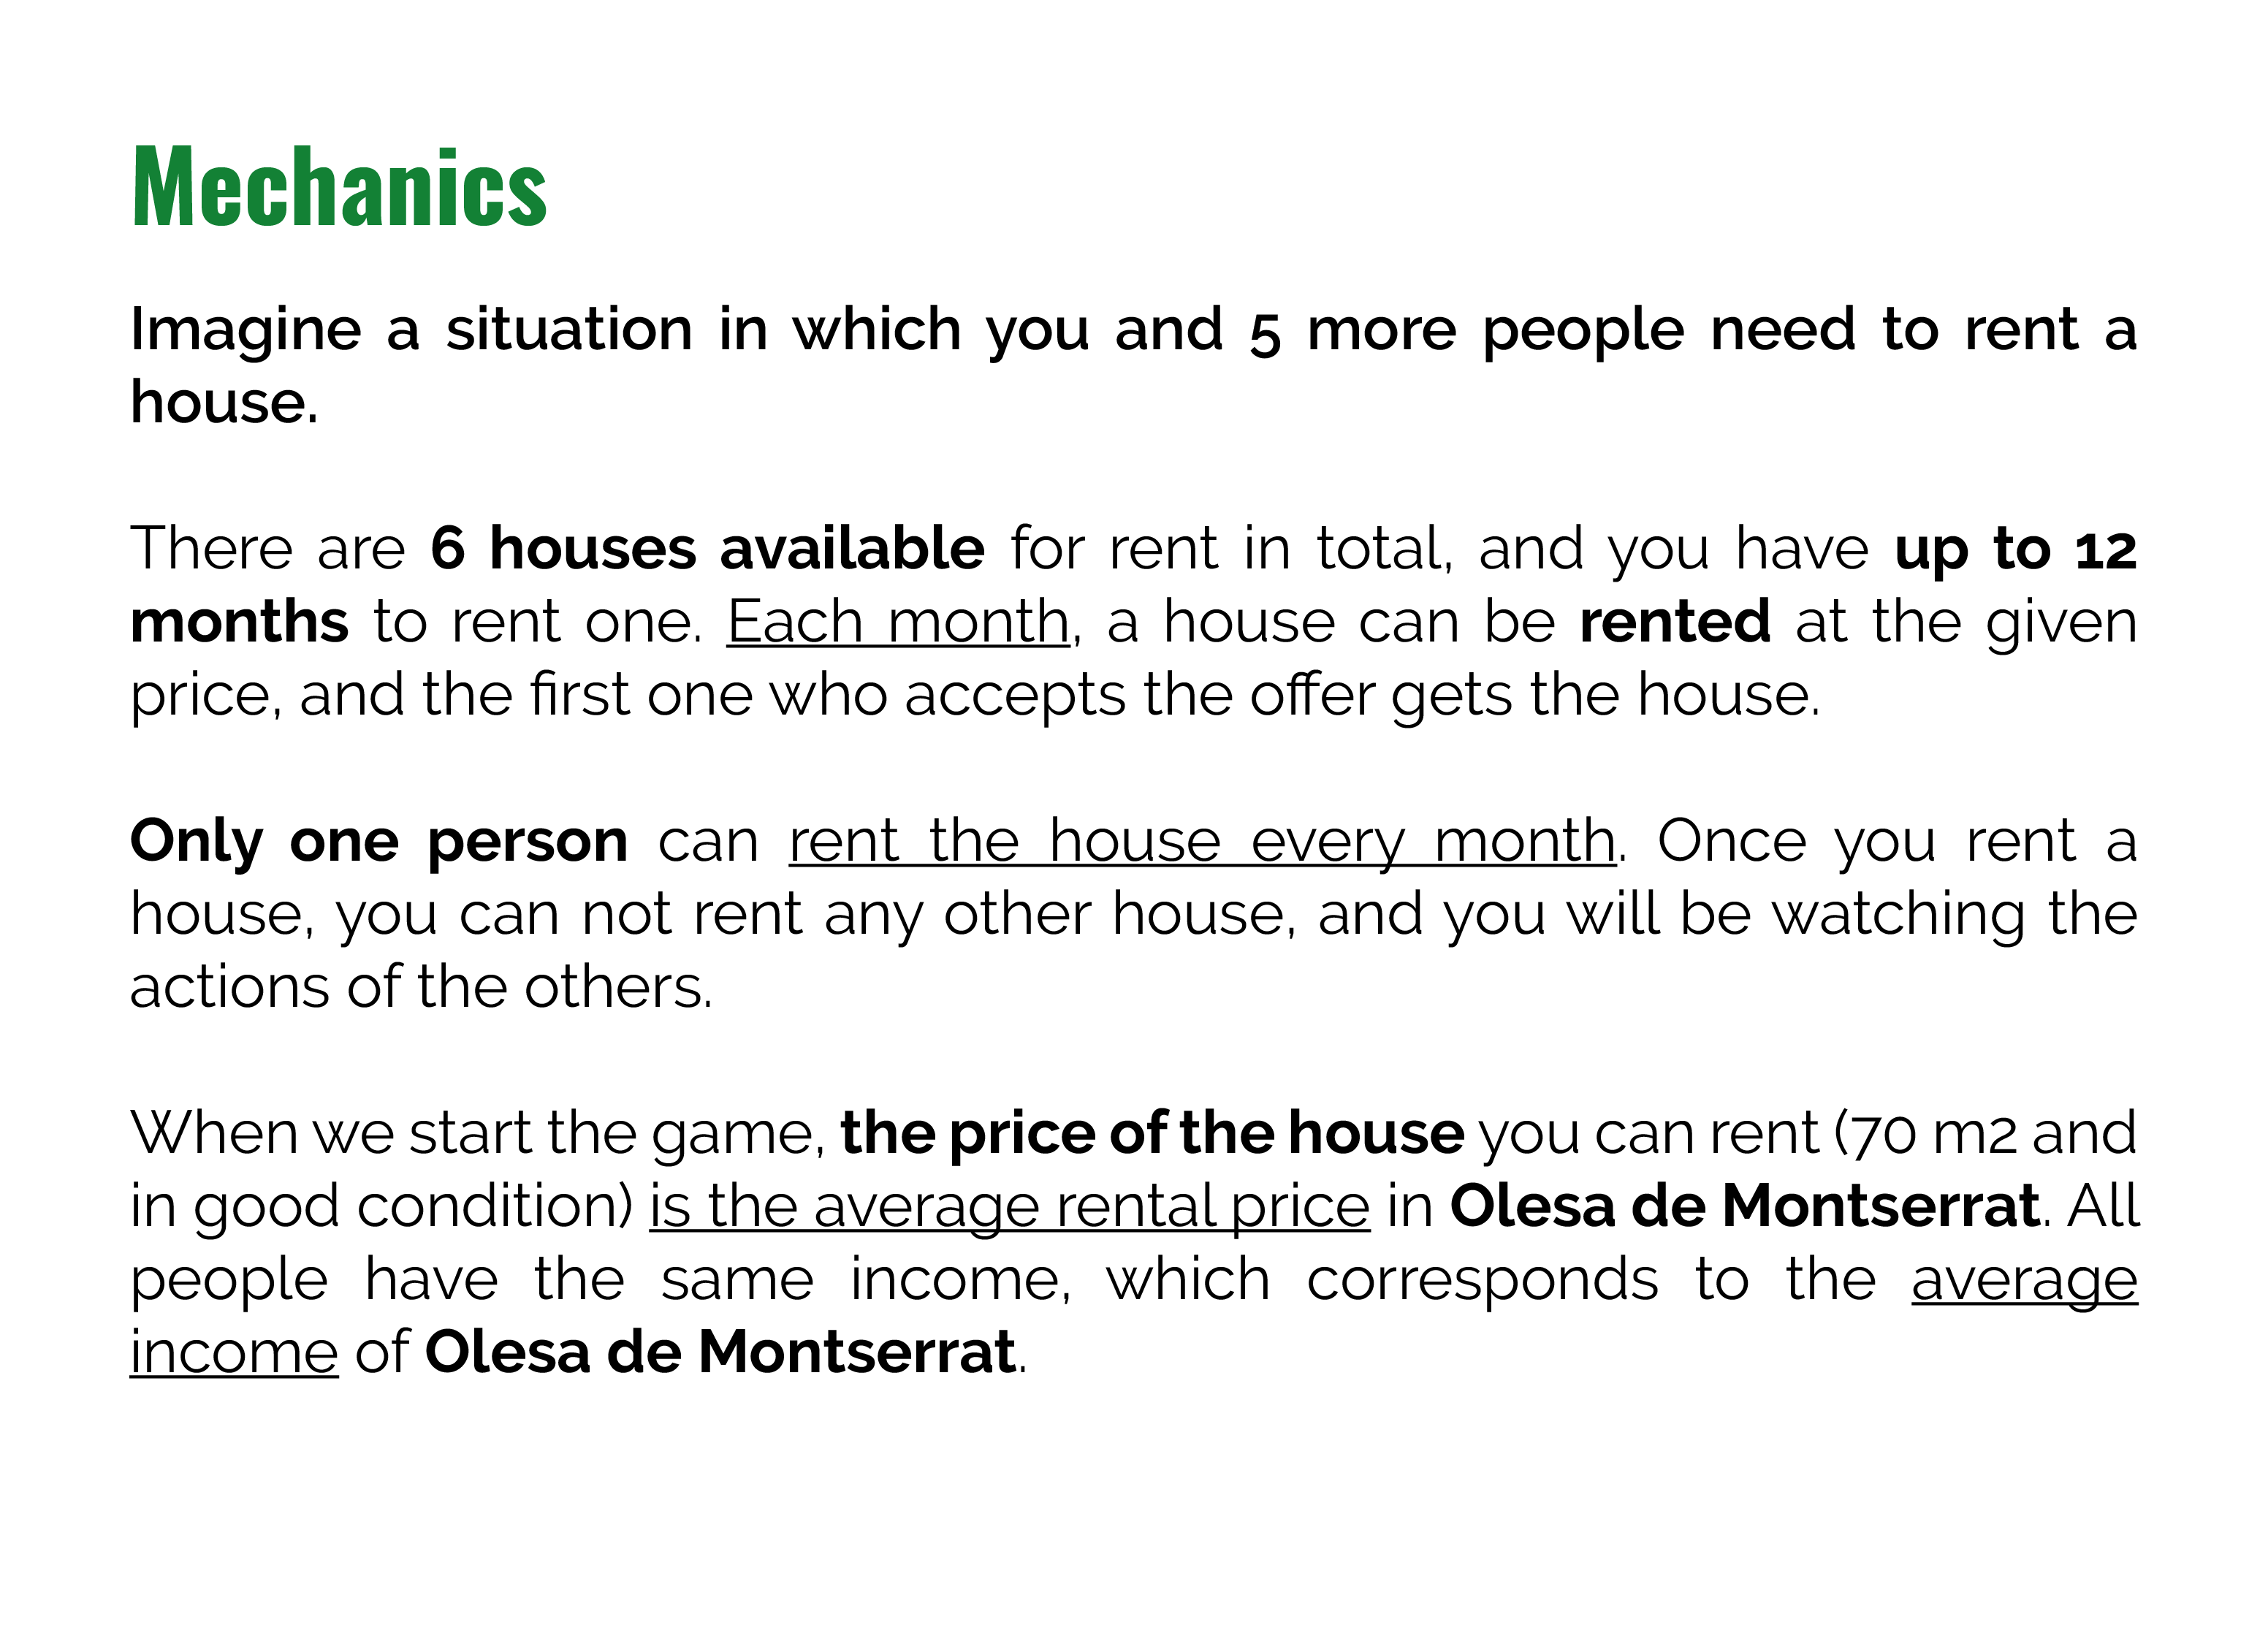 Mechanics
Imagine a situation in which you and 5 more people need to rent a
house.
There are 6 houses available for rent in total, and you have up to 12
months to rent one. Each month, a house can be rented at the given
price, and the first one who accepts the offer gets the house.
Only one person can rent the house every month. Once you rent a
house, you can not rent any other house, and you will be watching the
actions of the others.
When we start the game, the price of the house you can rent (70 m2 and
in good condition) is the average rental price in Olesa de Montserrat. All
people have the same income, which corresponds to the average
income of Olesa de Montserrat.